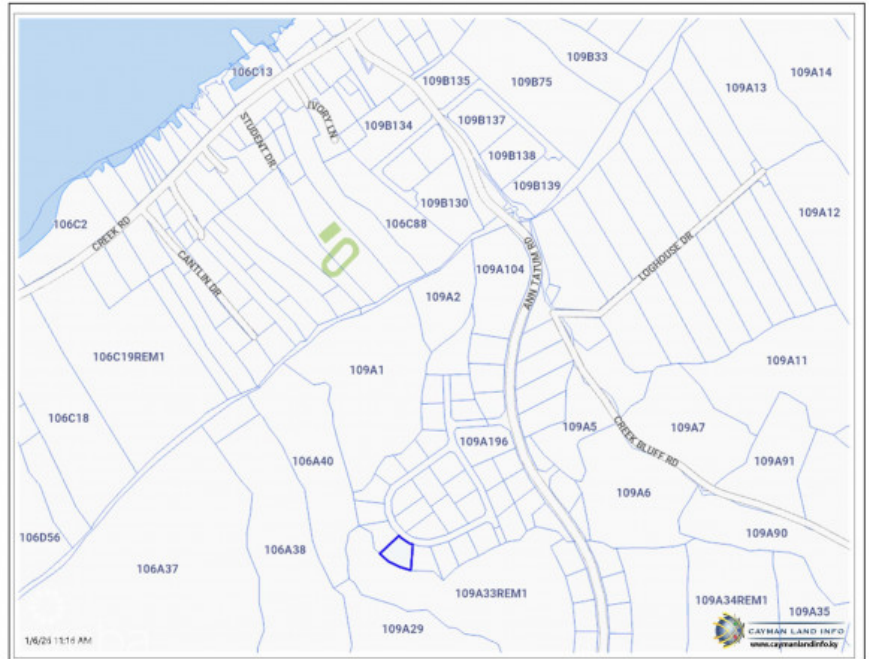 109B33
109A14
106C13
109B135
109B75
109A13
IVORY LN
STUDENT DR
109B134
109B137
109B138
109B139
109B130
109A12
106C2
106C88
CREEK RD
CANTLIN DR
ANN TATUM RD
LOGHOUSE DR
109A104
109A2
106C19REM1
109A1
109A11
106C18
109A196
109A5
CREEK BLUFF RD
109A7
106A40
109A91
109A6
106D56
106A38
109A90
106A37
109A33REM1
109A34REM1
109A35
109A29
1/6/26 11:16 AM
CAYMAN LAND INFO
www.caymanlandinfo.ky